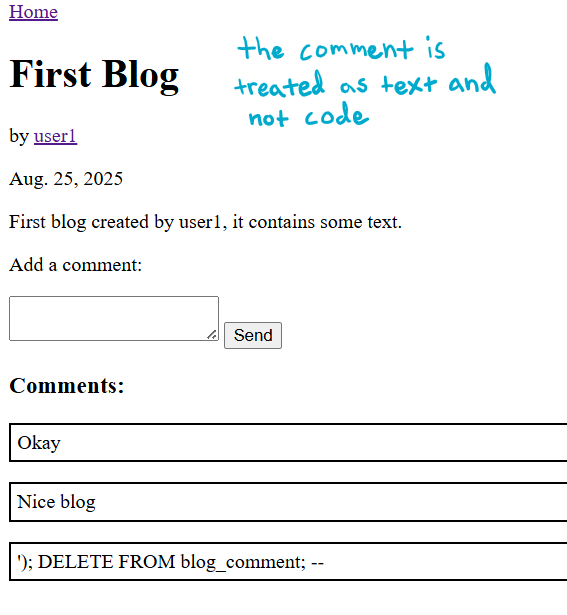 Home
the comment is
treated as text and
not code
First Blog
by user1
Aug. 25, 2025
First blog created by user1, it contains some text.
Add a comment:
Send
Comments:
Okay
Nice blog
'); DELETE FROM blog_comment; --